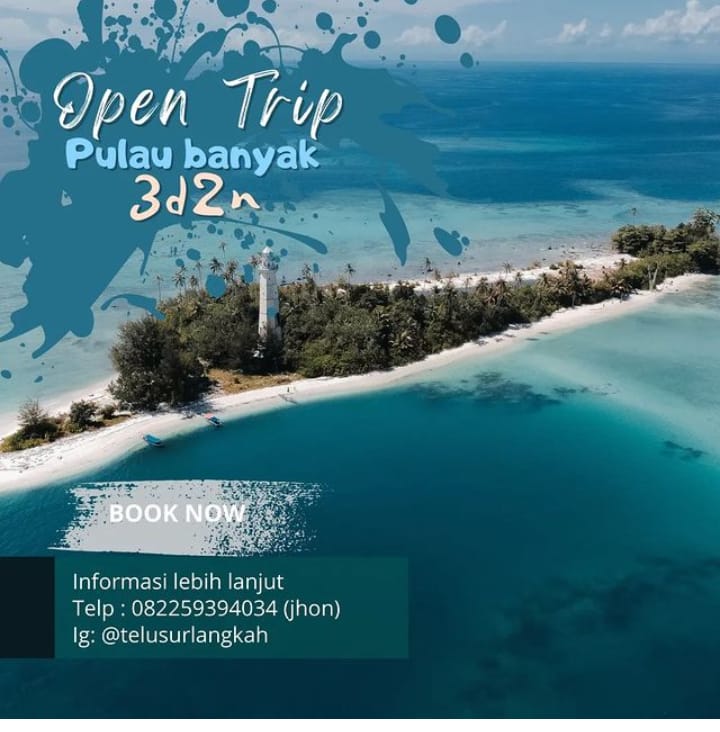 Open Trip
Pulau banyak
3d2n
BOOK NOW
Informasi lebih lanjut
Telp : 082259394034 (jhon)
Ig: @telusurlangkah